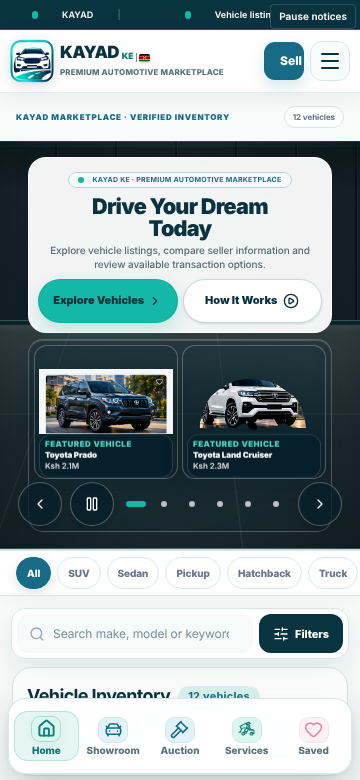 KAYAD
Vehicle listin
Pause notices
KAYAD KE |
PREMIUM AUTOMOTIVE MARKETPLACE
Sell
KAYAD MARKETPLACE · VERIFIED INVENTORY
12 vehicles
KAYAD KE · PREMIUM AUTOMOTIVE MARKETPLACE
Drive Your Dream
Today
Explore vehicle listings, compare seller information and
review available transaction options.
Explore Vehicles
How It Works
FEATURED VEHICLE
Toyota Prado
Ksh 2.1M
FEATURED VEHICLE
Toyota Land Cruiser
Ksh 2.3M
All
SUV
Sedan
Pickup
Hatchback
Truck
Search make, model or keyword
Filters
Vehicle Inventory
12 vehicles
Home
Showroom
Auction
Services
Saved